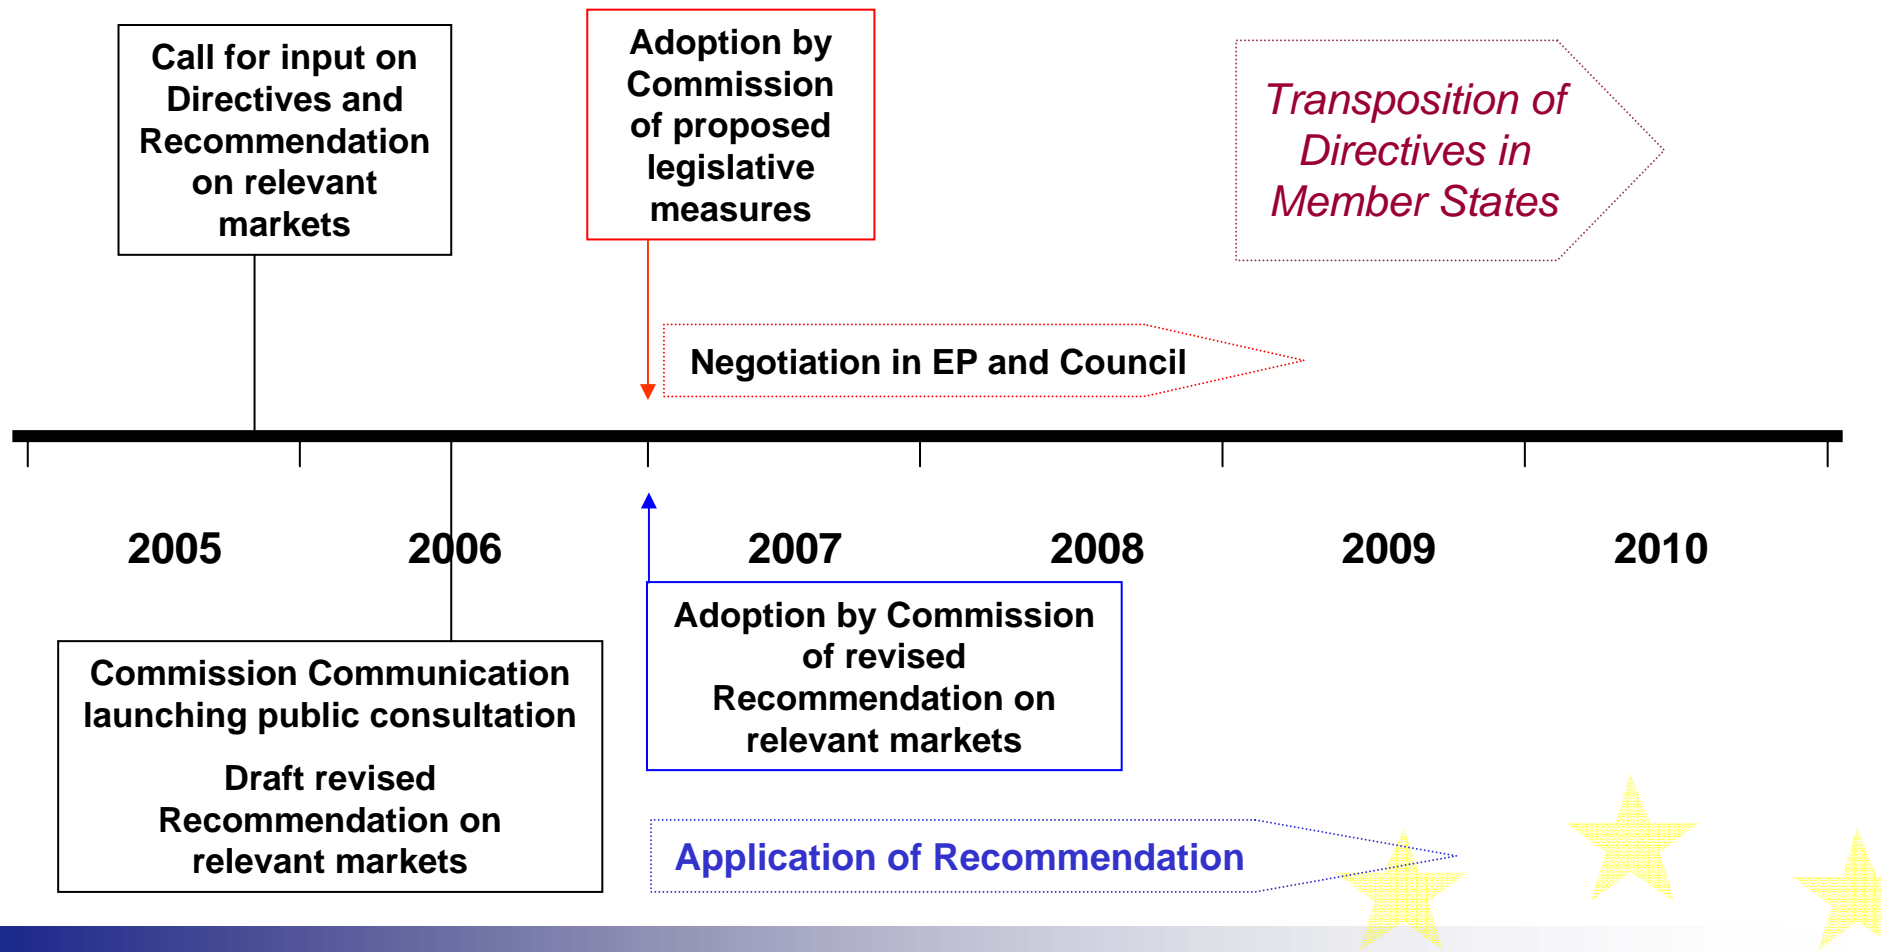 Call for input on
Directives and
Recommendation
on relevant
markets
Adoption by
Commission
of proposed
legislative
measures
Transposition of
Directives in
Member States
Negotiation in EP and Council
2005
2006
2007
2008
2009
2010
Commission Communication
launching public consultation
Draft revised
Recommendation on
relevant markets
Adoption by Commission
of revised
Recommendation on
relevant markets
Application of Recommendation